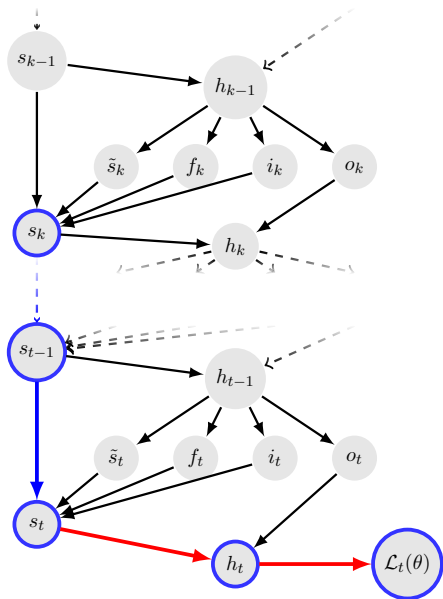 s_{k−1}
h_{k−1}
s̃_k f_k i_k o_k
s_k
h_k
s_{t−1}
h_{t−1}
s̃_t f_t i_t o_t
s_t
h_t ℒ_t(θ)